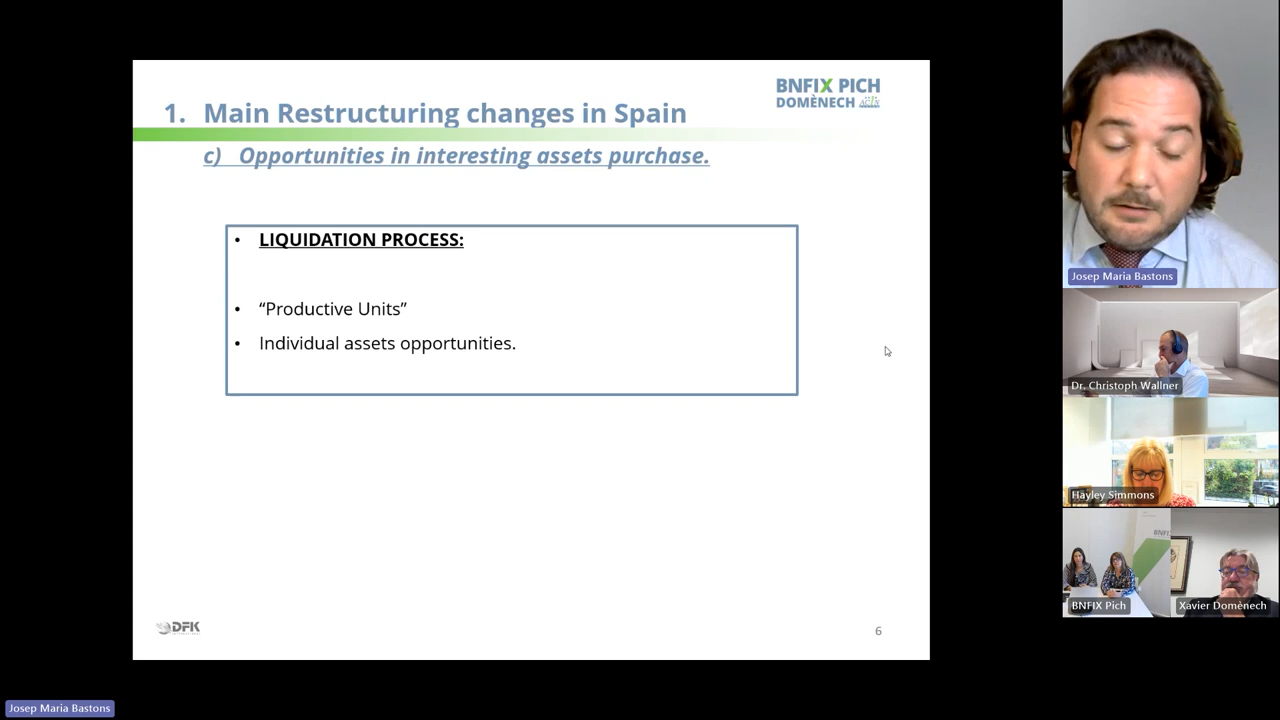 BNFIX PICH
DOMÈNECH
1. Main Restructuring changes in Spain
c) Opportunities in interesting assets purchase.
• LIQUIDATION PROCESS:
• “Productive Units”
• Individual assets opportunities.
DFK
6
Josep Maria Bastons
Dr. Christoph Wallner
Hayley Simmons
BNFIX Pich
Xavier Domènech
Josep Maria Bastons